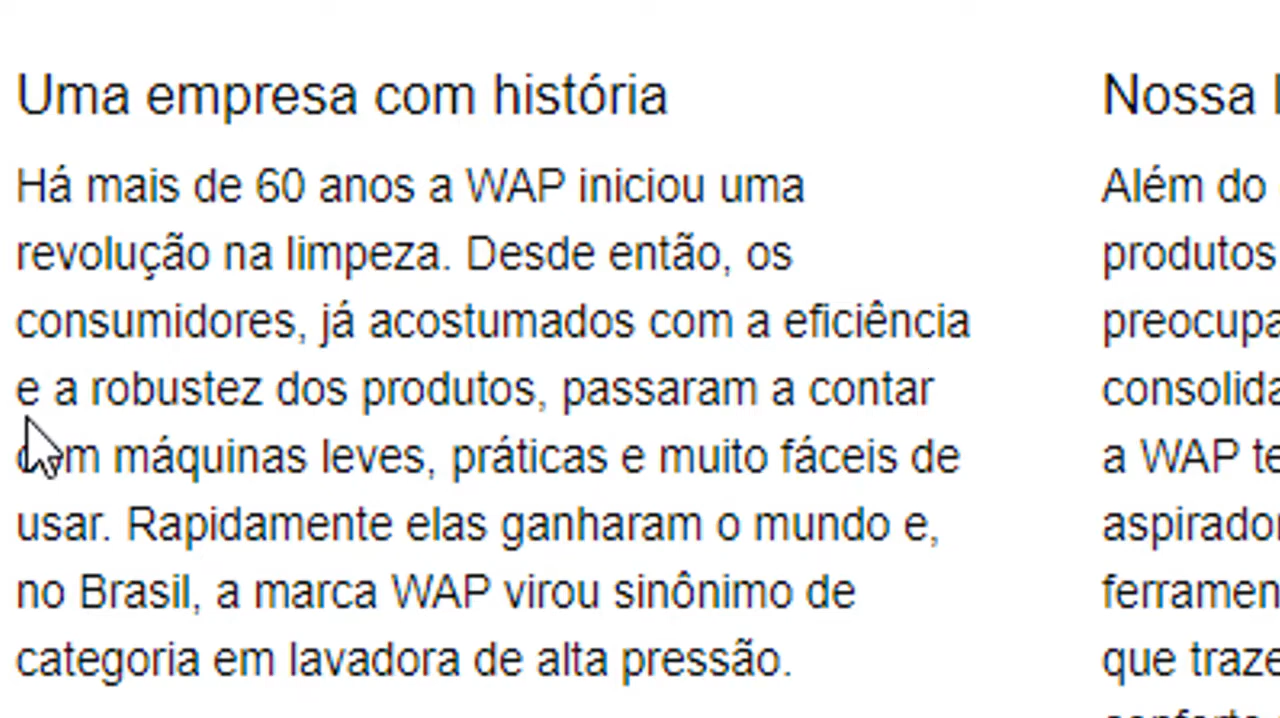 Uma empresa com história
Há mais de 60 anos a WAP iniciou uma
revolução na limpeza. Desde então, os
consumidores, já acostumados com a eficiência
e a robustez dos produtos, passaram a contar
com máquinas leves, práticas e muito fáceis de
usar. Rapidamente elas ganharam o mundo e,
no Brasil, a marca WAP virou sinônimo de
categoria em lavadora de alta pressão.
Nossa
Além do
produtos
a WAP
que